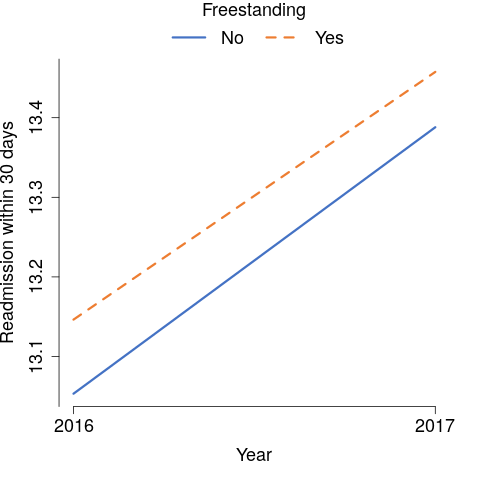 Freestanding
No Yes
Readmission within 30 days
13.4
13.3
13.2
13.1
2016 2017
Year